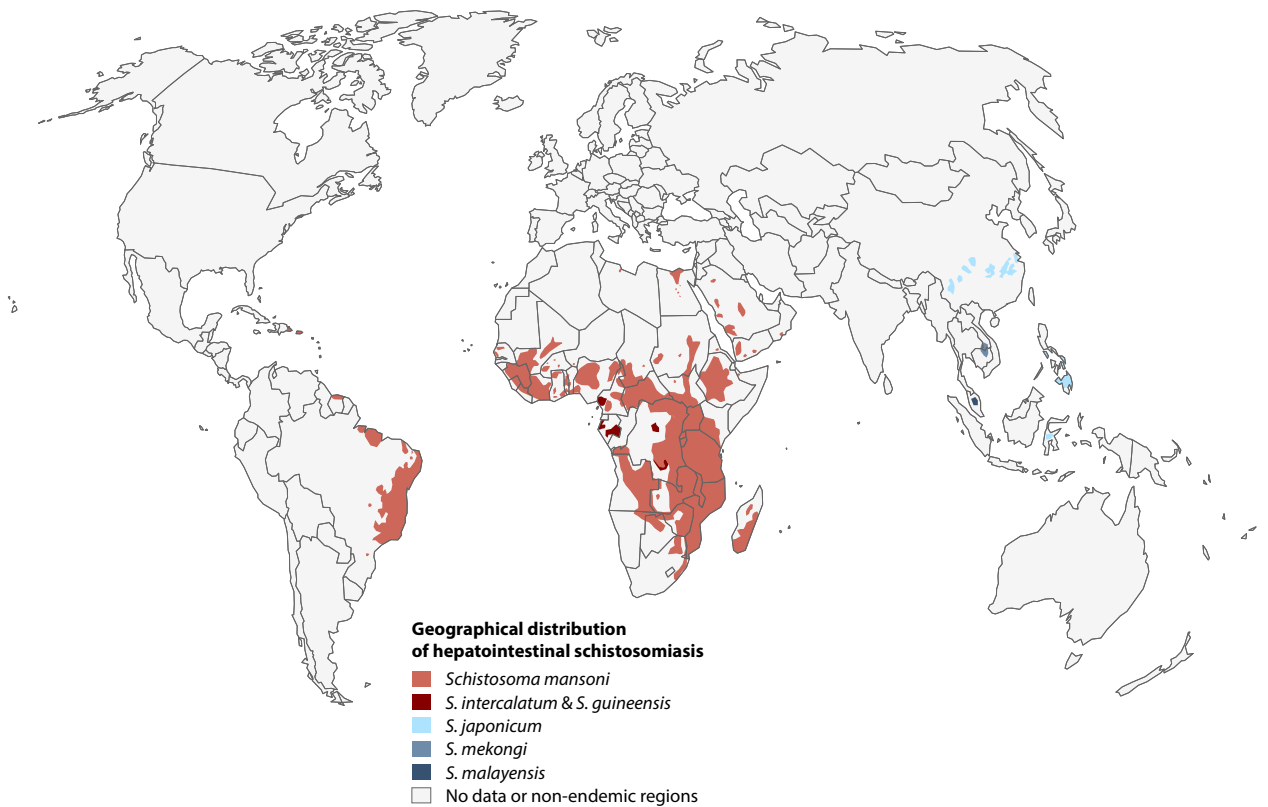 Geographical distribution
of hepatointestinal schistosomiasis
Schistosoma mansoni
S. intercalatum & S. guineensis
S. japonicum
S. mekongi
S. malayensis
No data or non-endemic regions